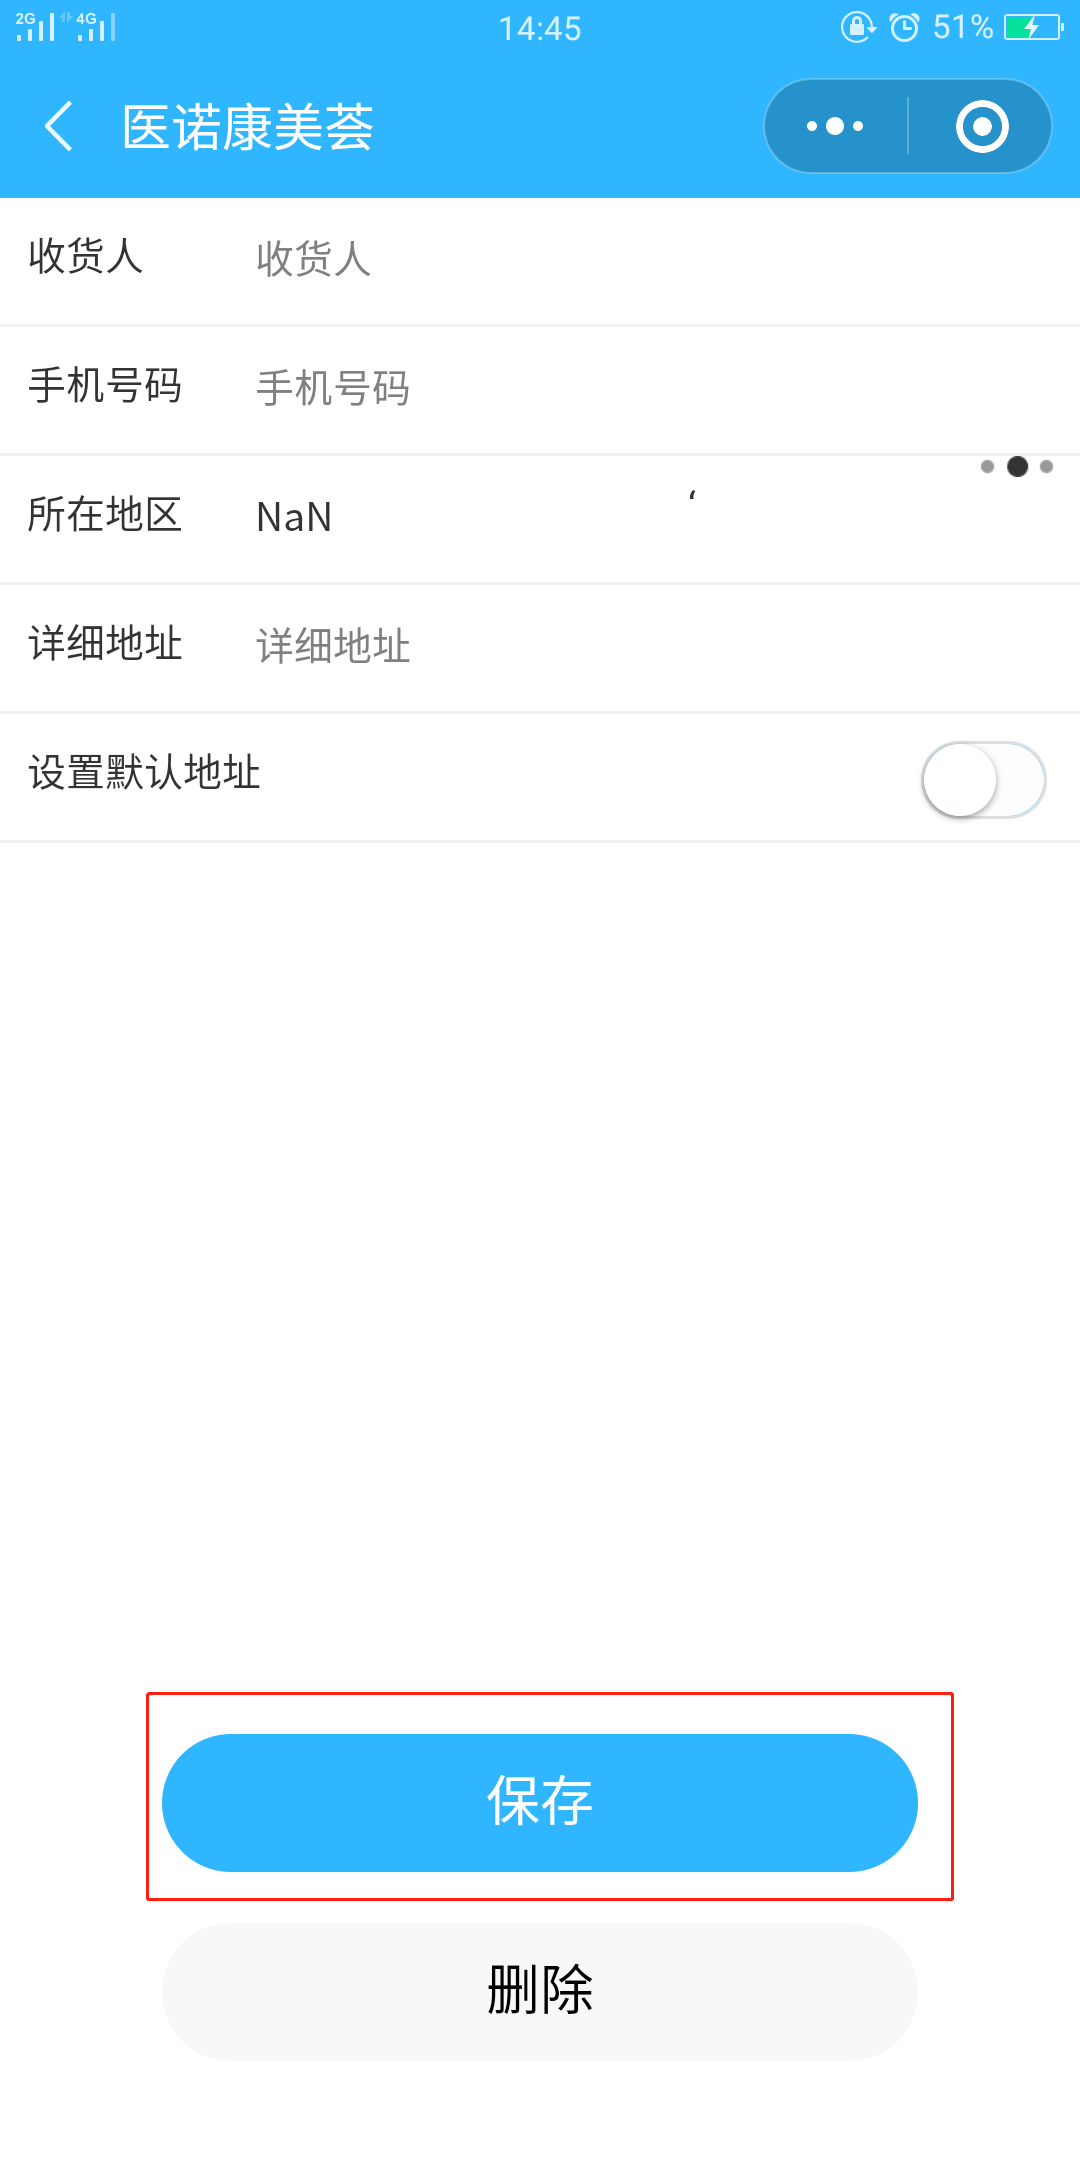 2G 4G 14:45 51%
医诺康美荟
收货人 收货人
手机号码 手机号码
所在地区 NaN ‘
详细地址 详细地址
设置默认地址
保存
删除